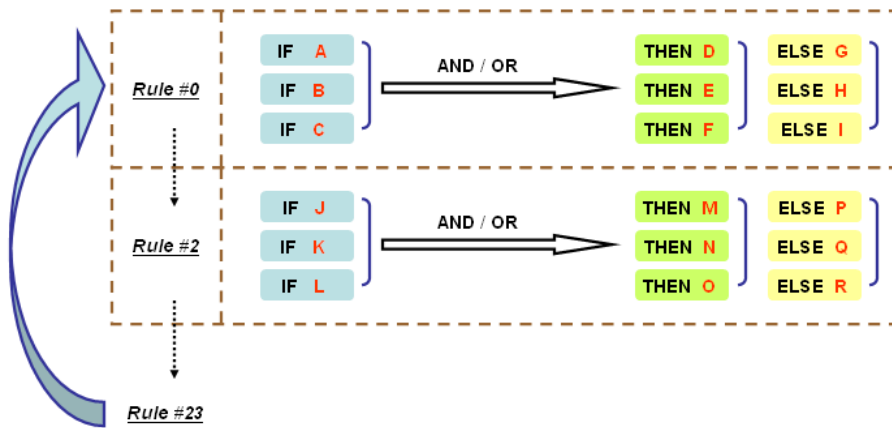 IF A
AND / OR
THEN D
ELSE G
Rule #0
IF B
THEN E
ELSE H
IF C
THEN F
ELSE I
IF J
AND / OR
THEN M
ELSE P
Rule #2
IF K
THEN N
ELSE Q
IF L
THEN O
ELSE R
Rule #23